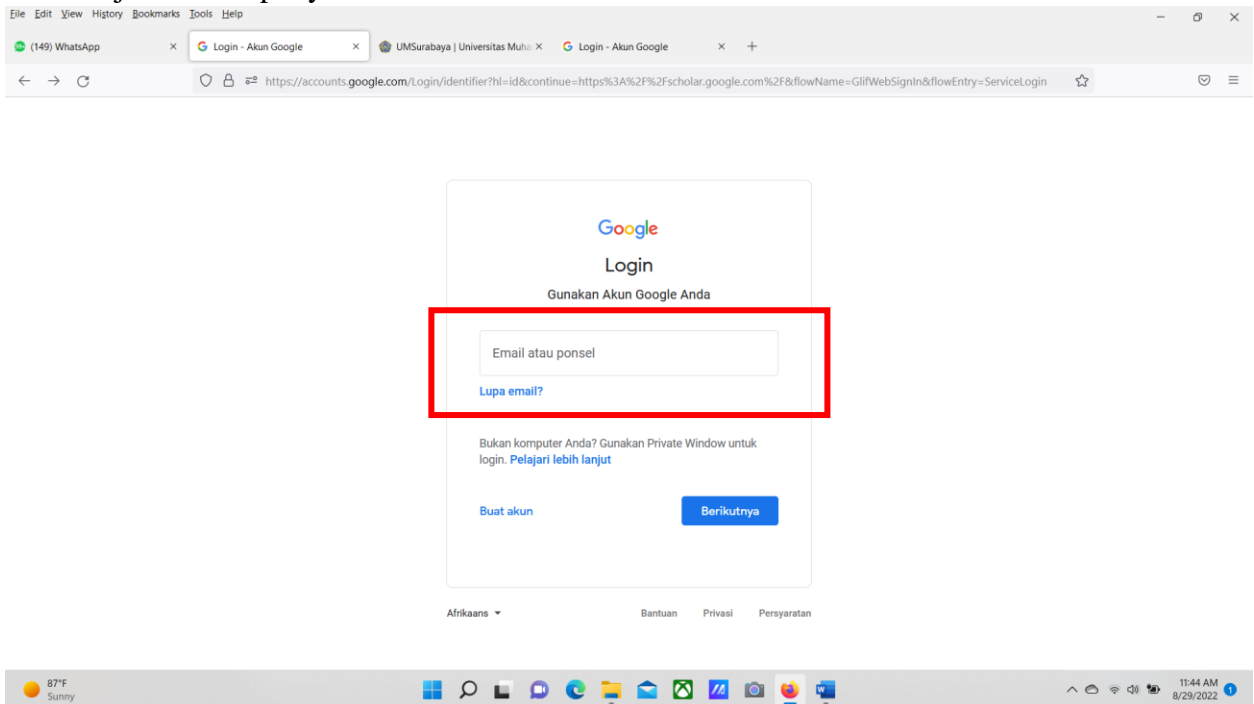 File Edit View History Bookmarks Tools Help
(149) WhatsApp
Login - Akun Google
UMSurabaya | Universitas Muha
Login - Akun Google
https://accounts.google.com/Login/identifier?hl=id&continue=https%3A%2F%2Fscholar.google.com%2F&flowName=GlifWebSignIn&flowEntry=ServiceLogin
Google
Login
Gunakan Akun Google Anda
Email atau ponsel
Lupa email?
Bukan komputer Anda? Gunakan Private Window untuk
login. Pelajari lebih lanjut
Buat akun
Berikutnya
Afrikaans
Bantuan Privasi Persyaratan
87°F
Sunny
11:44 AM
8/29/2022
1